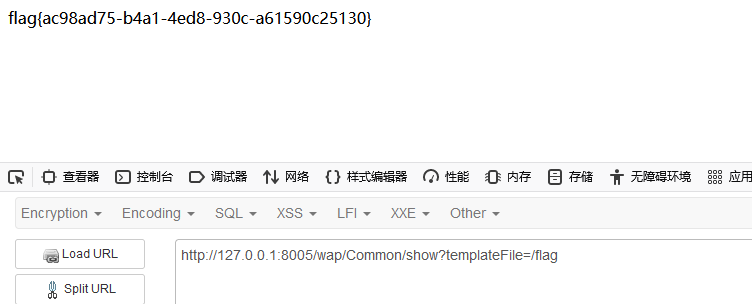 flag{ac98ad75-b4a1-4ed8-930c-a61590c25130}
查看器 控制台 调试器 网络 样式编辑器 性能 内存 存储 无障碍环境 应用
Encryption Encoding SQL XSS LFI XXE Other
Load URL http://127.0.0.1:8005/wap/Common/show?templateFile=/flag
Split URL